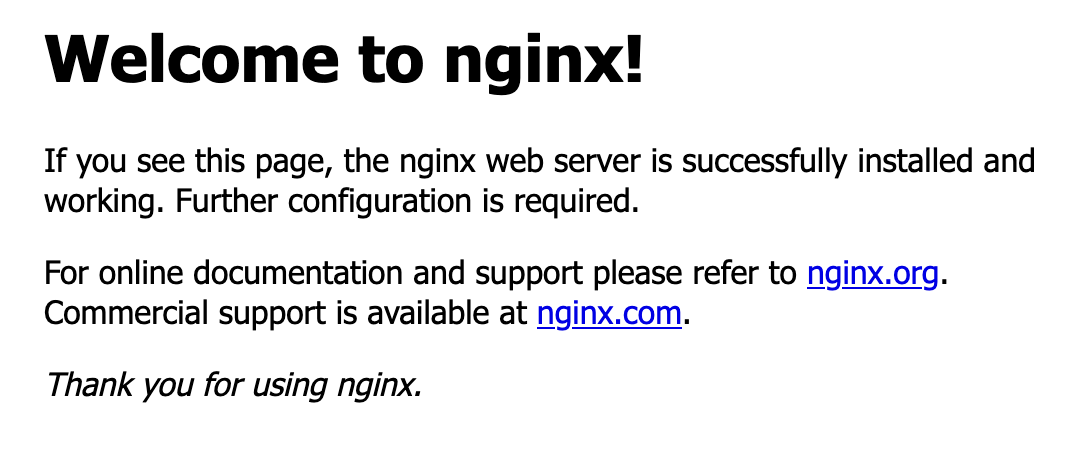 Welcome to nginx!
If you see this page, the nginx web server is successfully installed and
working. Further configuration is required.
For online documentation and support please refer to nginx.org.
Commercial support is available at nginx.com.
Thank you for using nginx.